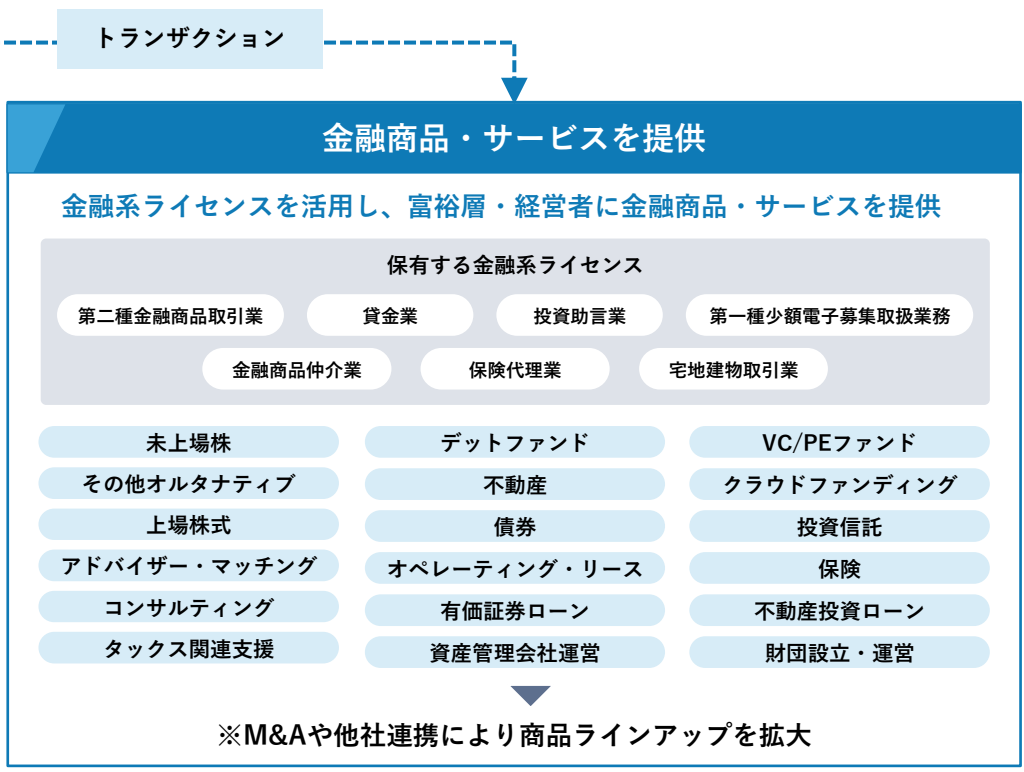 トランザクション
金融商品・サービスを提供
金融系ライセンスを活用し、富裕層・経営者に金融商品・サービスを提供
保有する金融系ライセンス
第二種金融商品取引業 貸金業 投資助言業 第一種少額電子募集取扱業務
金融商品仲介業 保険代理業 宅地建物取引業
未上場株 デットファンド VC/PEファンド
その他オルタナティブ 不動産 クラウドファンディング
上場株式 債券 投資信託
アドバイザー・マッチング オペレーティング・リース 保険
コンサルティング 有価証券ローン 不動産投資ローン
タックス関連支援 資産管理会社運営 財団設立・運営
※M&Aや他社連携により商品ラインアップを拡大